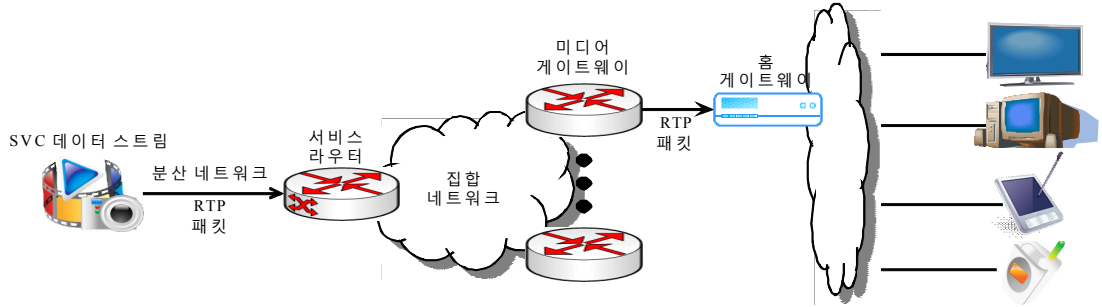 SVC 데이터 스트림
분산 네트워크
RTP
패킷
서비스
라우터
집합
네트워크
미디어
게이트웨이
RTP
패킷
홈
게이트웨이